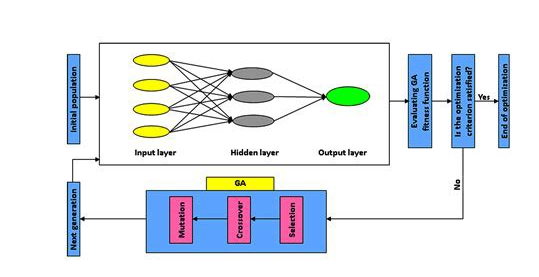 Initial population
Input layer
Hidden layer
Output layer
Evaluating GA
fitness function
Is the optimization
criterion satisfied?
Yes
End of optimization
No
GA
Mutation
Crossover
Selection
Next generation